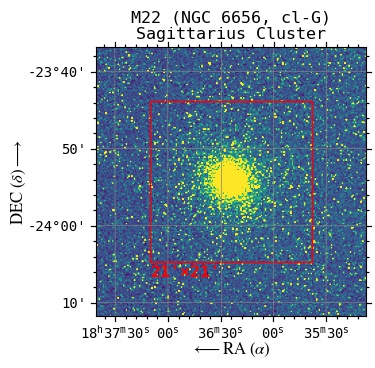 M22 (NGC 6656, cl-G)
Sagittarius Cluster
-23°40'
50'
-24°00'
10'
DEC (δ) ⟶
21'×21'
18ʰ37ᵐ30ˢ 00ˢ 36ᵐ30ˢ 00ˢ 35ᵐ30ˢ
⟵ RA (α)